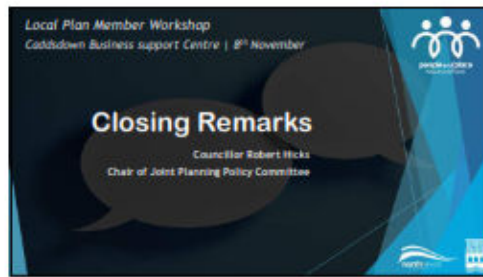 Local Plan Member Workshop
Caddsdown Business support Centre | 8th November
Closing Remarks
Councillor Robert Hicks
Chair of Joint Planning Policy Committee